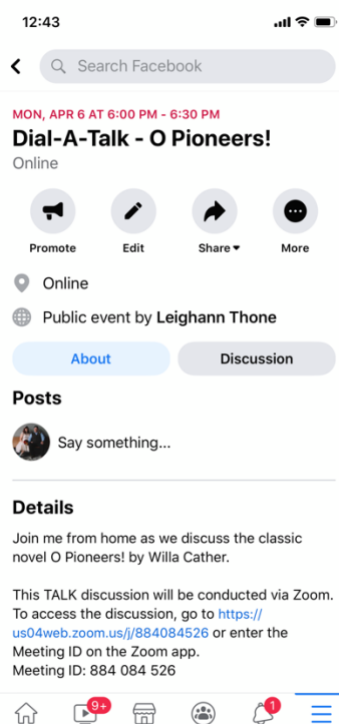 12:43
Search Facebook
MON, APR 6 AT 6:00 PM - 6:30 PM
Dial-A-Talk - O Pioneers!
Online
Promote Edit Share More
Online
Public event by Leighann Thone
About Discussion
Posts
Say something...
Details
Join me from home as we discuss the classic
novel O Pioneers! by Willa Cather.
This TALK discussion will be conducted via Zoom.
To access the discussion, go to https://
us04web.zoom.us/j/884084526 or enter the
Meeting ID on the Zoom app.
Meeting ID: 884 084 526
9+ 1